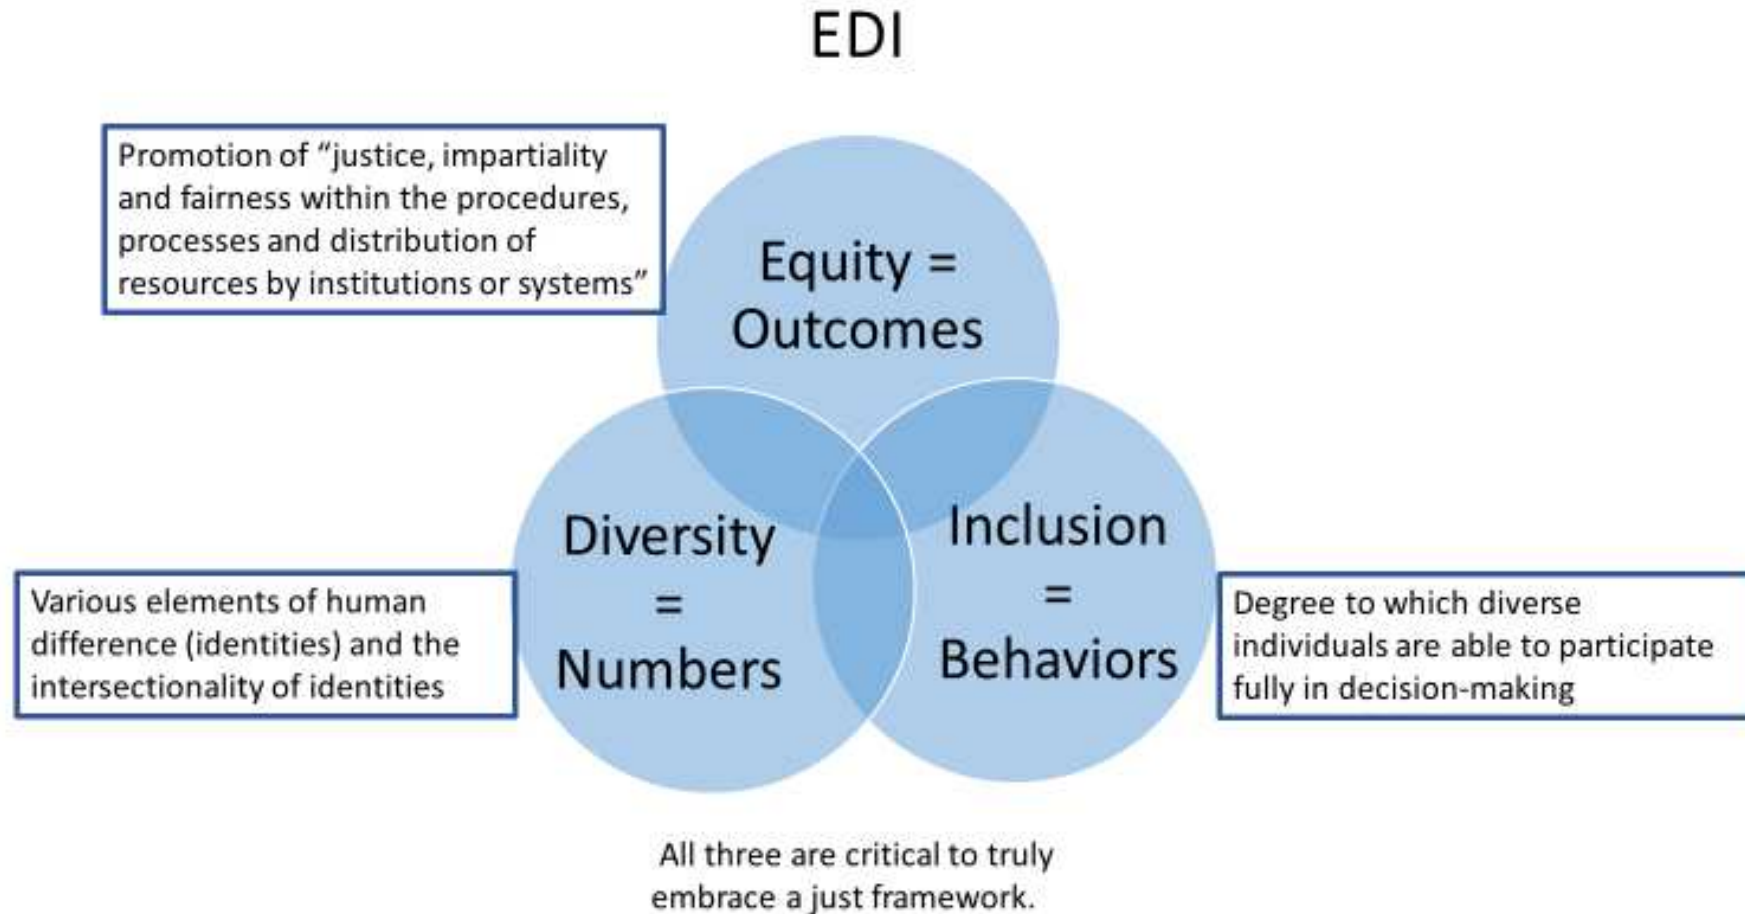 EDI
Promotion of “justice, impartiality
and fairness within the procedures,
processes and distribution of
resources by institutions or systems”
Equity =
Outcomes
Diversity
=
Numbers
Inclusion
=
Behaviors
Various elements of human
difference (identities) and the
intersectionality of identities
Degree to which diverse
individuals are able to participate
fully in decision-making
All three are critical to truly
embrace a just framework.